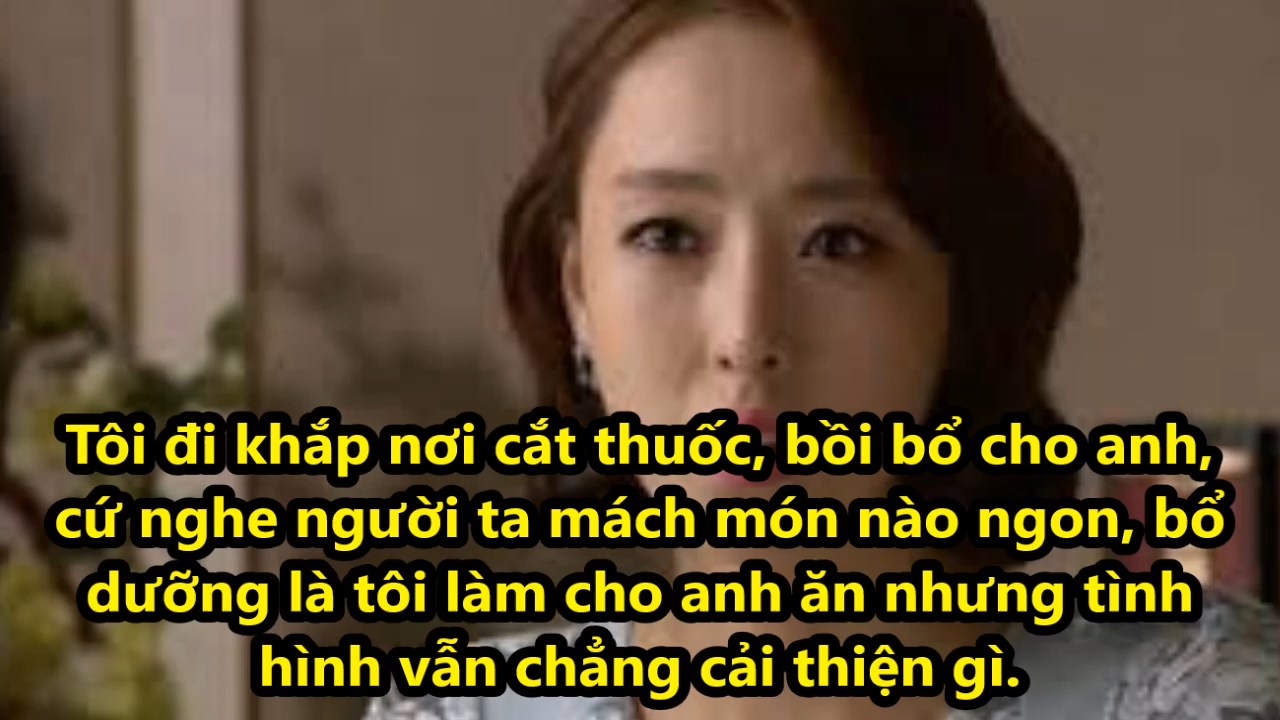 Tôi đi khắp nơi cắt thuốc, bồi bổ cho anh,
cứ nghe người ta mách món nào ngon, bổ
dưỡng là tôi làm cho anh ăn nhưng tình
hình vẫn chẳng cải thiện gì.